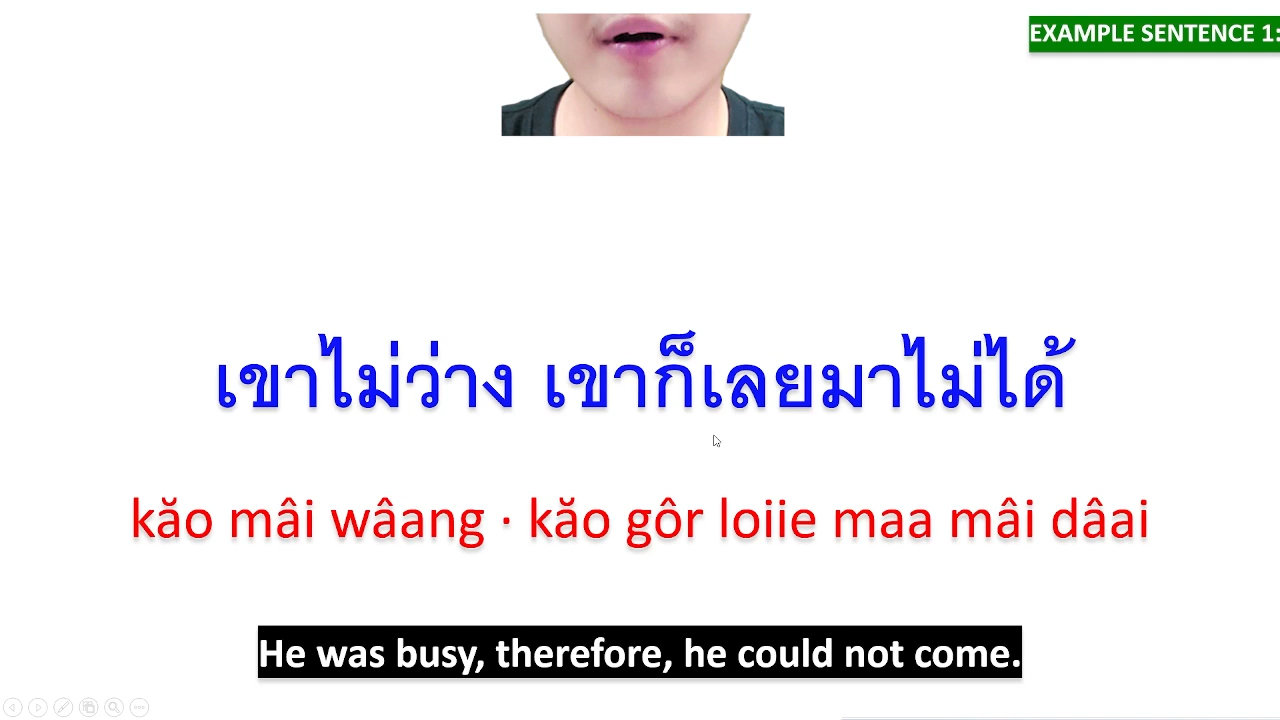 EXAMPLE SENTENCE 1:
เขาไม่ว่าง เขาก็เลยมาไม่ได้
kăo mâi wâang · kăo gôr loiie maa mâi dâai
He was busy, therefore, he could not come.